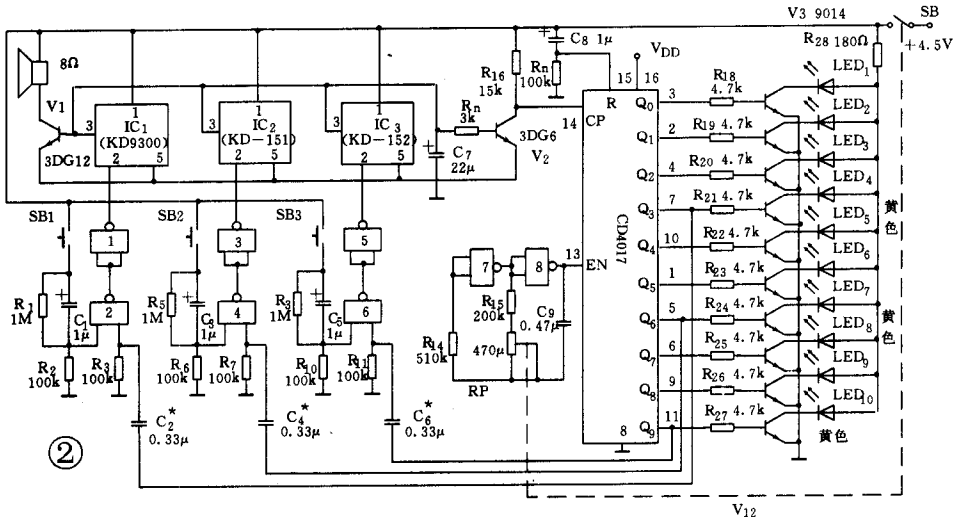 V3 9014
SB
+4.5V
R28 180Ω
8Ω
C8 1μ
Rn
100k
VDD
R16
15k
15
16
R
V1
3
1
IC1
(KD9300)
2
5
3DG12
3
1
IC2
(KD-151)
2
5
3
1
IC3
(KD-152)
2
5
Rn
3k
C7
22μ
3DG6
V2
14
CP
CD4017
EN
13
8
Q0
3
R18
4.7k
LED1
Q1
2
R19 4.7k
LED2
Q2
4
R20 4.7k
LED3
Q3
7
R21 4.7k
LED4
Q4
10
R22 4.7k
LED5
Q5
1
R23 4.7k
LED6
Q6
5
R24 4.7k
LED7
Q7
6
R25 4.7k
LED8
Q8
9
R26 4.7k
LED9
Q9
11
R27 4.7k
LED10
黄色
黄色
黄色
SB1
SB2
SB3
1
3
5
2
4
6
7
8
R1
1M
C1
1μ
R5
1M
C3
1μ
R3
1M
C5
1μ
R2
100k
R3
100k
R6
100k
R7
100k
R10
100k
R11
100k
R15
200k
C9
0.47μ
R14
510k
470μ
RP
C2*
0.33μ
C4*
0.33μ
C6*
0.33μ
②
V12